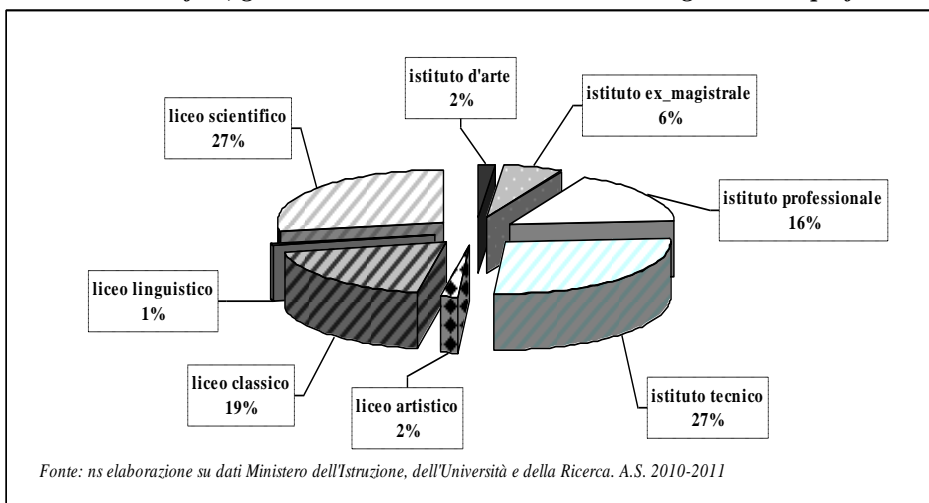 istituto d'arte
2%
istituto ex_magistrale
6%
liceo scientifico
27%
istituto professionale
16%
liceo linguistico
1%
liceo classico
19%
liceo artistico
2%
istituto tecnico
27%
Fonte: ns elaborazione su dati Ministero dell'Istruzione, dell'Università e della Ricerca. A.S. 2010-2011